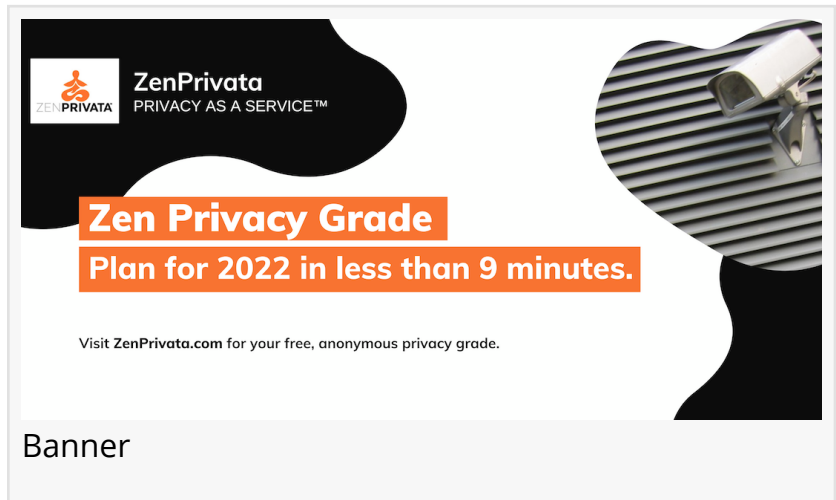 ZENPRIVATA
ZenPrivata
PRIVACY AS A SERVICE™
Zen Privacy Grade
Plan for 2022 in less than 9 minutes.
Visit ZenPrivata.com for your free, anonymous privacy grade.
Banner